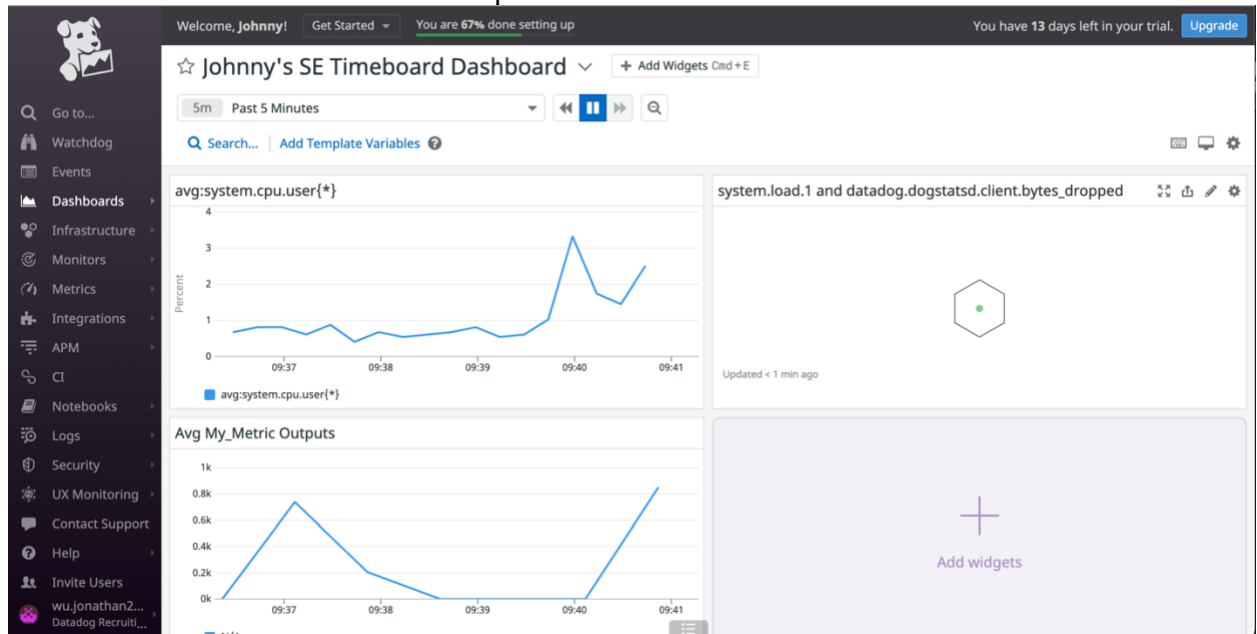 Welcome, Johnny! Get Started You are 67% done setting up You have 13 days left in your trial. Upgrade
Johnny's SE Timeboard Dashboard + Add Widgets Cmd+E
5m Past 5 Minutes
Search... Add Template Variables
Go to...
Watchdog
Events
Dashboards
Infrastructure
Monitors
Metrics
Integrations
APM
CI
Notebooks
Logs
Security
UX Monitoring
Contact Support
Help
Invite Users
wu.jonathan2...
Datadog Recruiti...
avg:system.cpu.user{*}
4
3
2
1
0
Percent
09:37 09:38 09:39 09:40 09:41
avg:system.cpu.user{*}
system.load.1 and datadog.dogstatsd.client.bytes_dropped
Updated < 1 min ago
Avg My_Metric Outputs
1k
0.8k
0.6k
0.4k
0.2k
0k
09:37 09:38 09:39 09:40 09:41
Add widgets